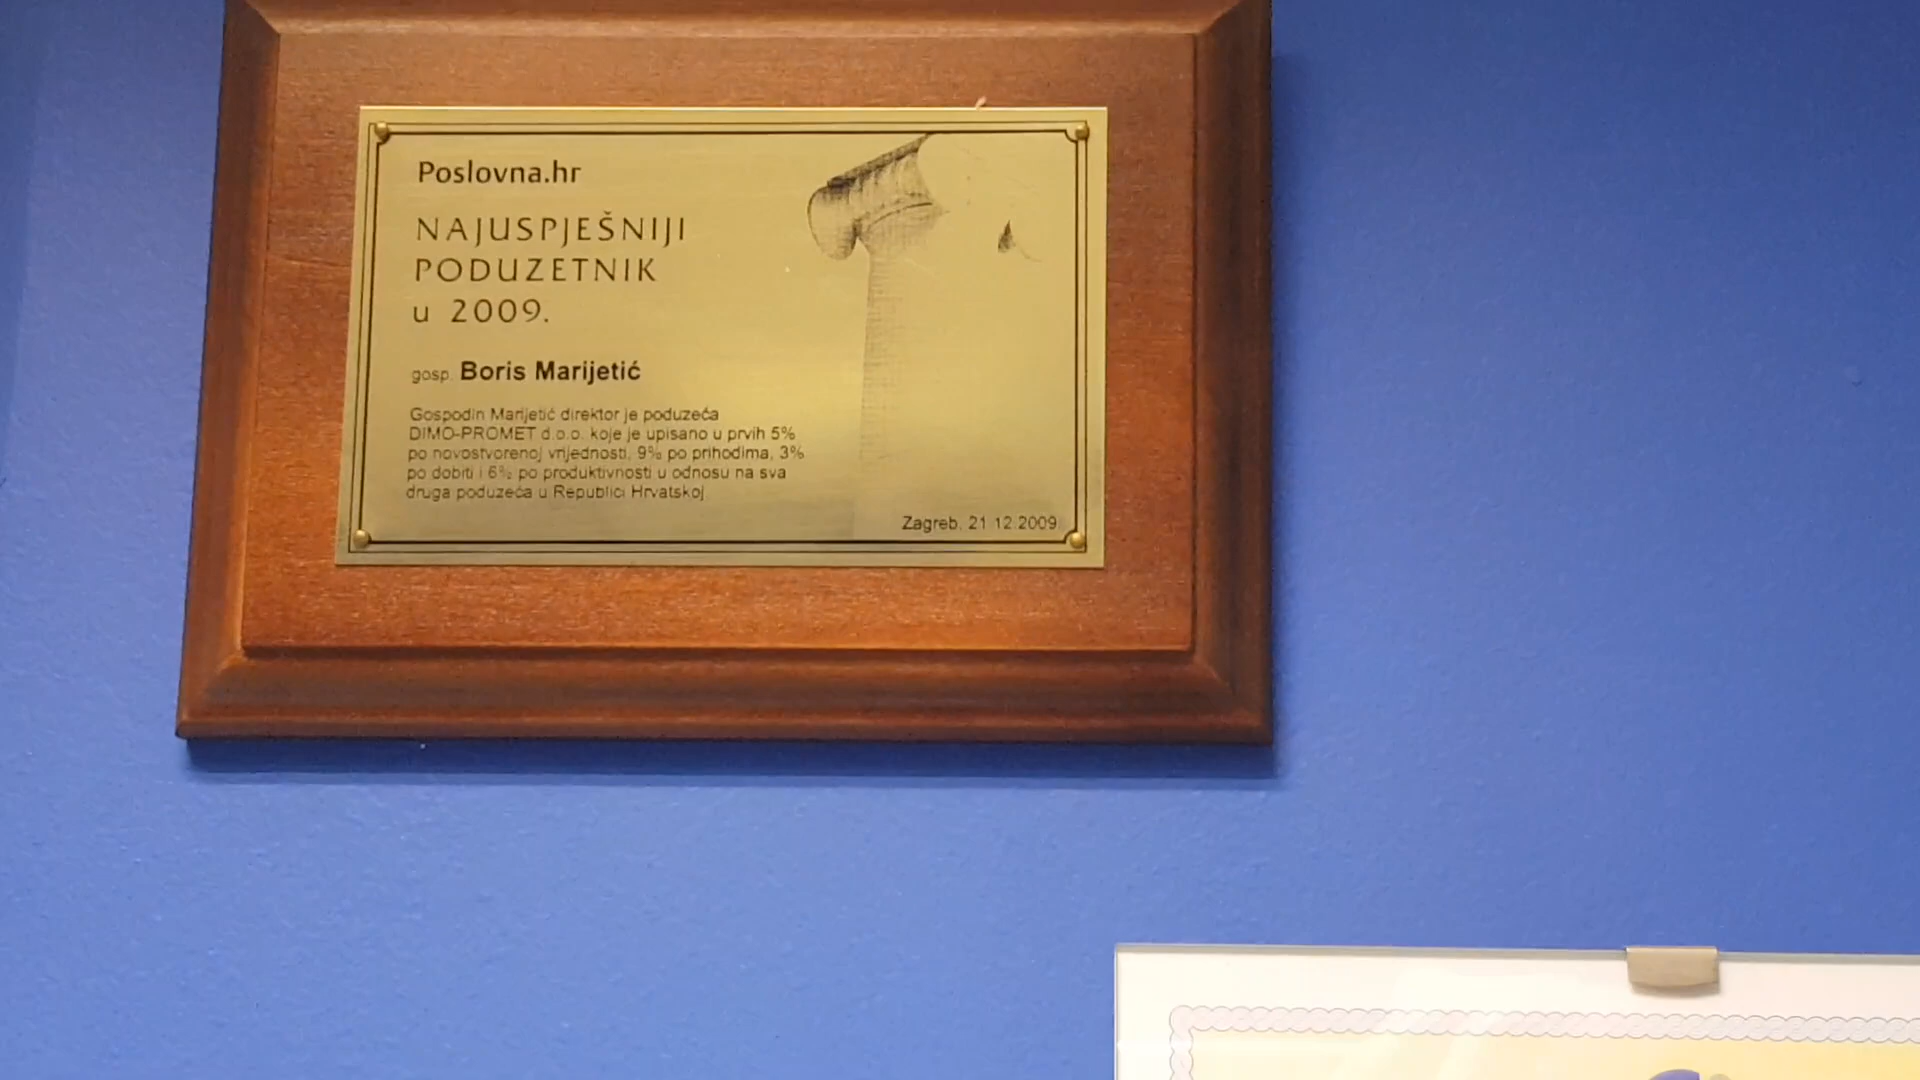 Poslovna.hr
NAJUSPJEŠNIJI
PODUZETNIK
u 2009.
gosp. Boris Marijetić
Gospodin Marijetić direktor je poduzeća
DIMO-PROMET d.o.o. koje je upisano u prvih 5%
po novostvorenoj vrijednosti, 9% po prihodima, 3%
po dobiti i 6% po produktivnosti u odnosu na sva
druga poduzeća u Republici Hrvatskoj
Zagreb, 21.12.2009.